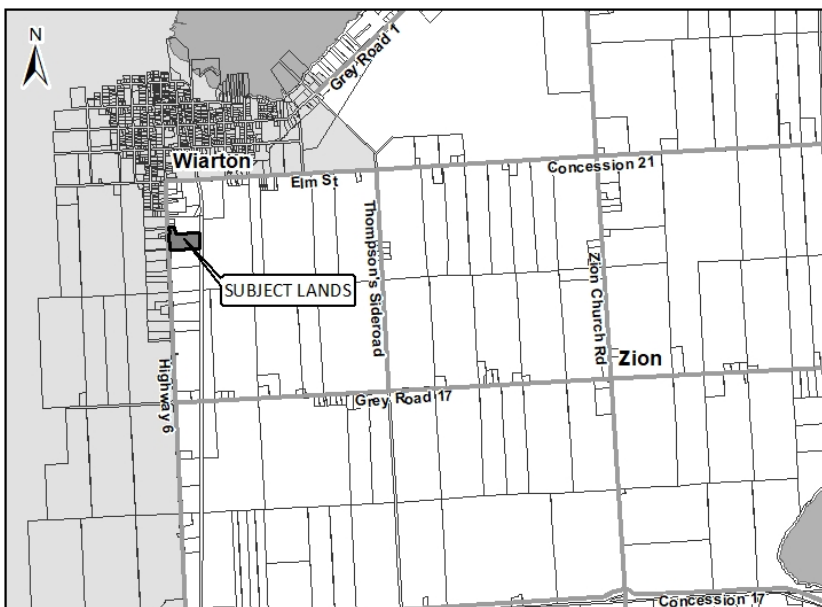 N
Grey Road 1
Wiarton
Elm St
Concession 21
Thompson's Sideroad
Zion Church Rd
SUBJECT LANDS
Highway 6
Zion
Grey Road 17
Concession 17